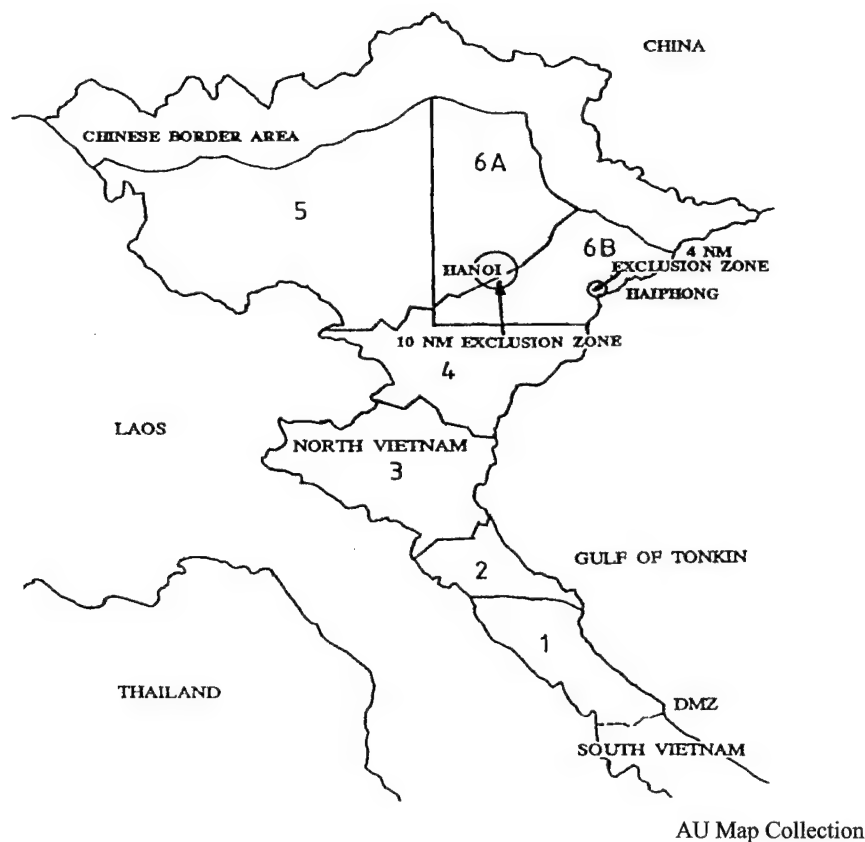 CHINA
CHINESE BORDER AREA
6A
5
6B
4 NM
EXCLUSION ZONE
HANOI
HAIPHONG
10 NM EXCLUSION ZONE
4
LAOS
NORTH VIETNAM
3
GULF OF TONKIN
2
1
THAILAND
DMZ
SOUTH VIETNAM
AU Map Collection